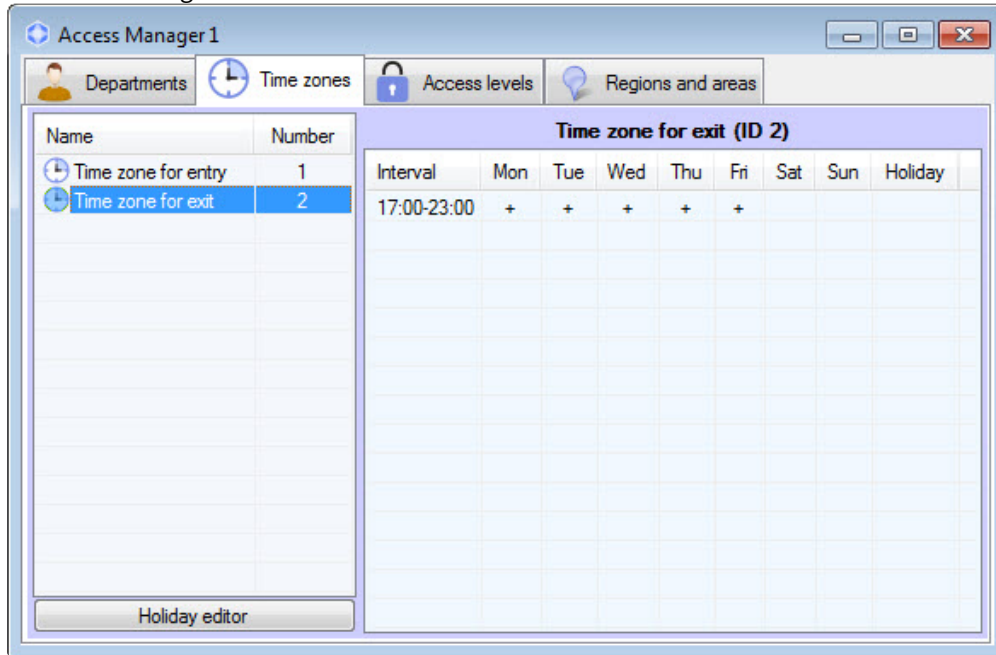 Access Manager 1
Departments Time zones Access levels Regions and areas
Name Number
Time zone for entry 1
Time zone for exit 2
Holiday editor
Time zone for exit (ID 2)
Interval Mon Tue Wed Thu Fri Sat Sun Holiday
17:00-23:00 + + + + +